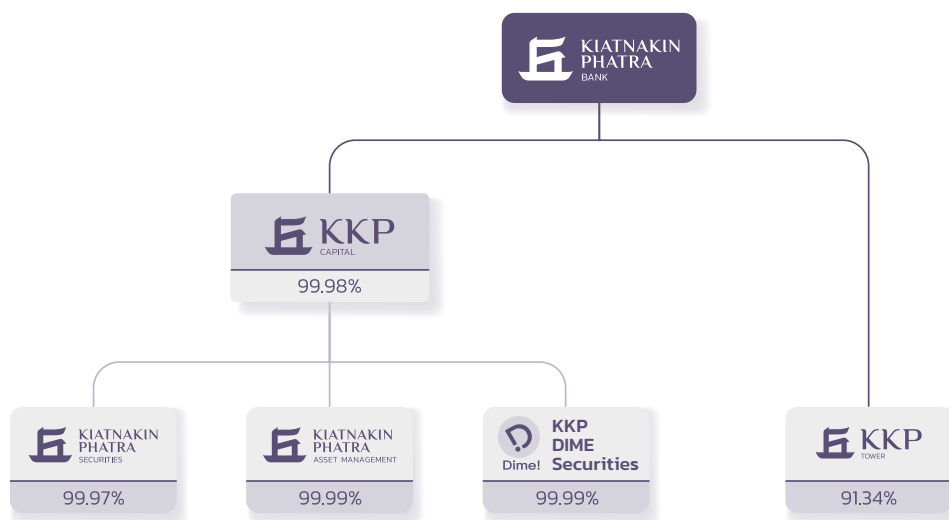 KIATNAKIN
PHATRA
BANK
KKP
CAPITAL
99.98%
KIATNAKIN
PHATRA
SECURITIES
99.97%
KIATNAKIN
PHATRA
ASSET MANAGEMENT
99.99%
Dime!
KKP
DIME
Securities
99.99%
KKP
TOWER
91.34%